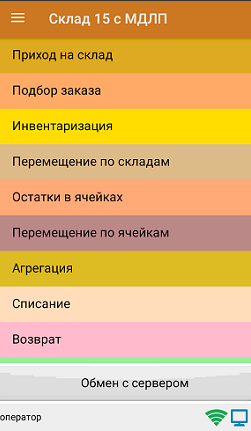 Склад 15 с МДЛП
Приход на склад
Подбор заказа
Инвентаризация
Перемещение по складам
Остатки в ячейках
Перемещение по ячейкам
Агрегация
Списание
Возврат
Обмен с сервером
оператор